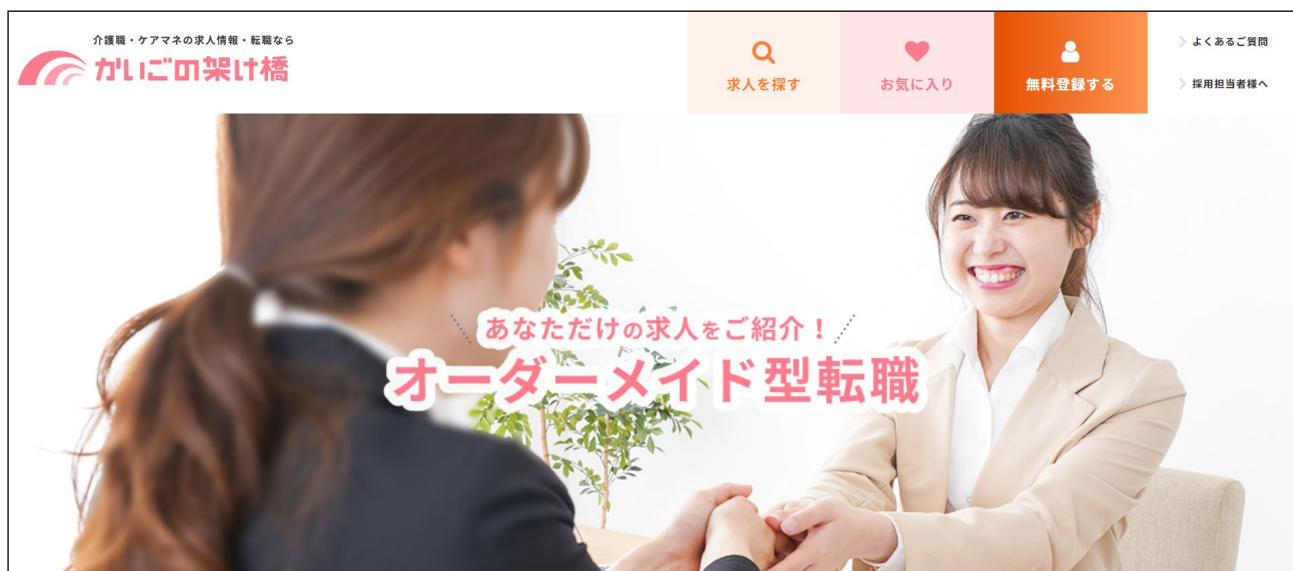 介護職・ケアマネの求人情報・転職なら
かいごの架け橋
求人を探す
お気に入り
無料登録する
よくあるご質問
採用担当者様へ
あなただけの求人をご紹介！
オーダーメイド型転職